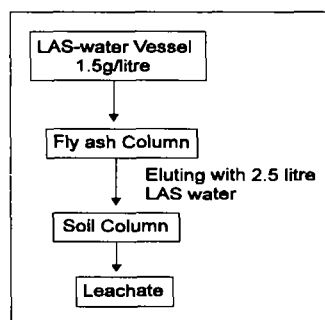 LAS-water Vessel
1.5g/litre
Fly ash Column
Eluting with 2.5 litre
LAS water
Soil Column
Leachate